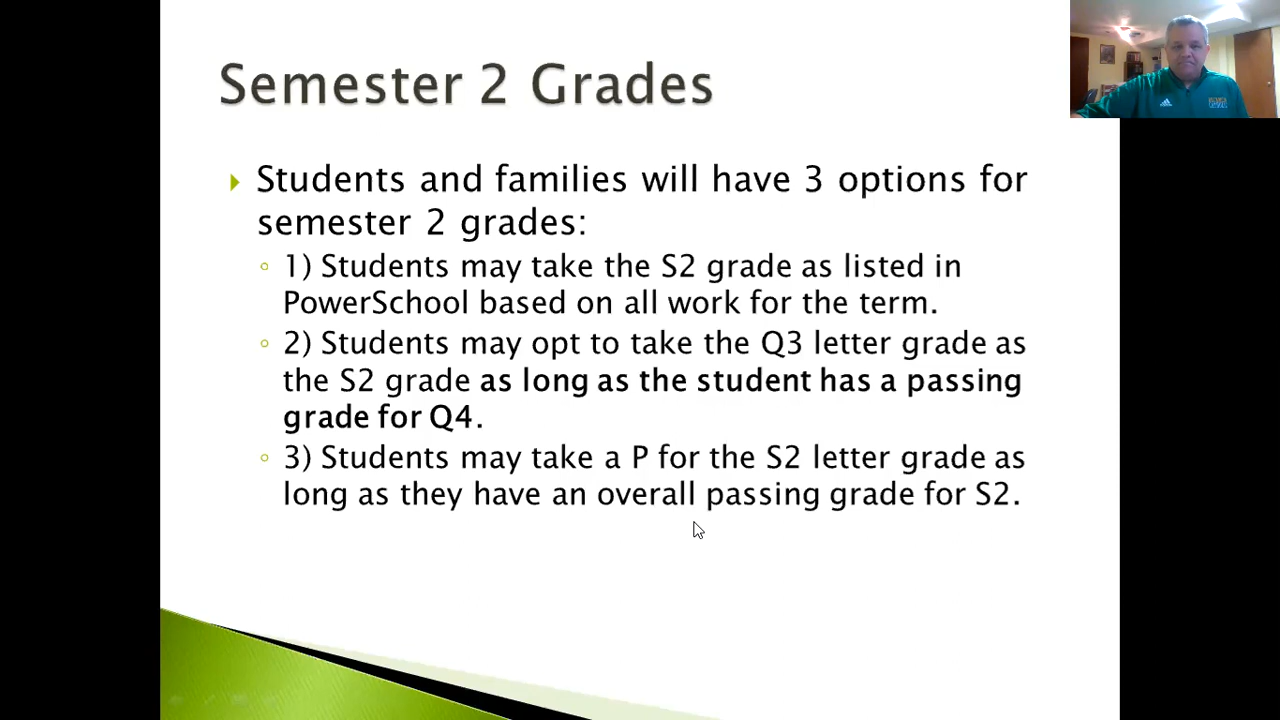 Semester 2 Grades
Students and families will have 3 options for
semester 2 grades:
1) Students may take the S2 grade as listed in
PowerSchool based on all work for the term.
2) Students may opt to take the Q3 letter grade as
the S2 grade as long as the student has a passing
grade for Q4.
3) Students may take a P for the S2 letter grade as
long as they have an overall passing grade for S2.